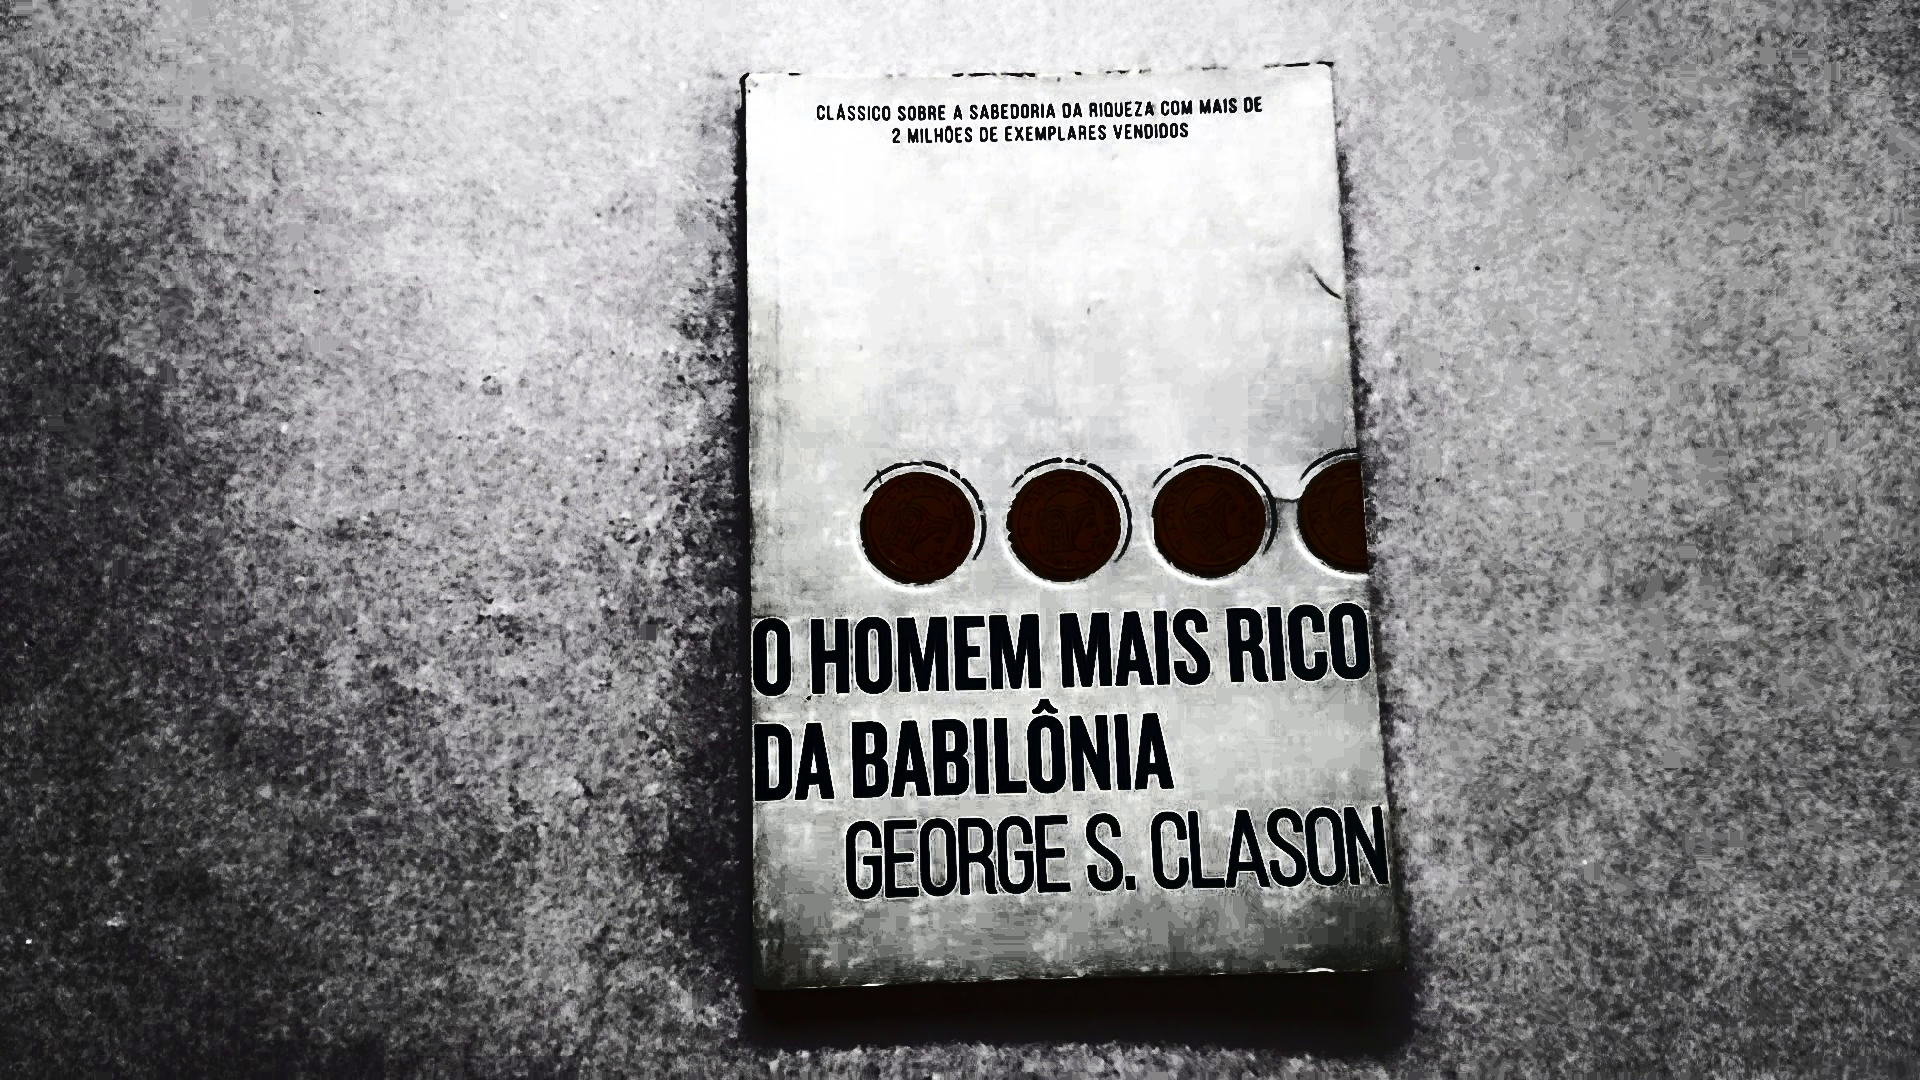 CLÁSSICO SOBRE A SABEDORIA DA RIQUEZA COM MAIS DE
2 MILHÕES DE EXEMPLARES VENDIDOS
O HOMEM MAIS RICO
DA BABILÔNIA
GEORGE S. CLASON